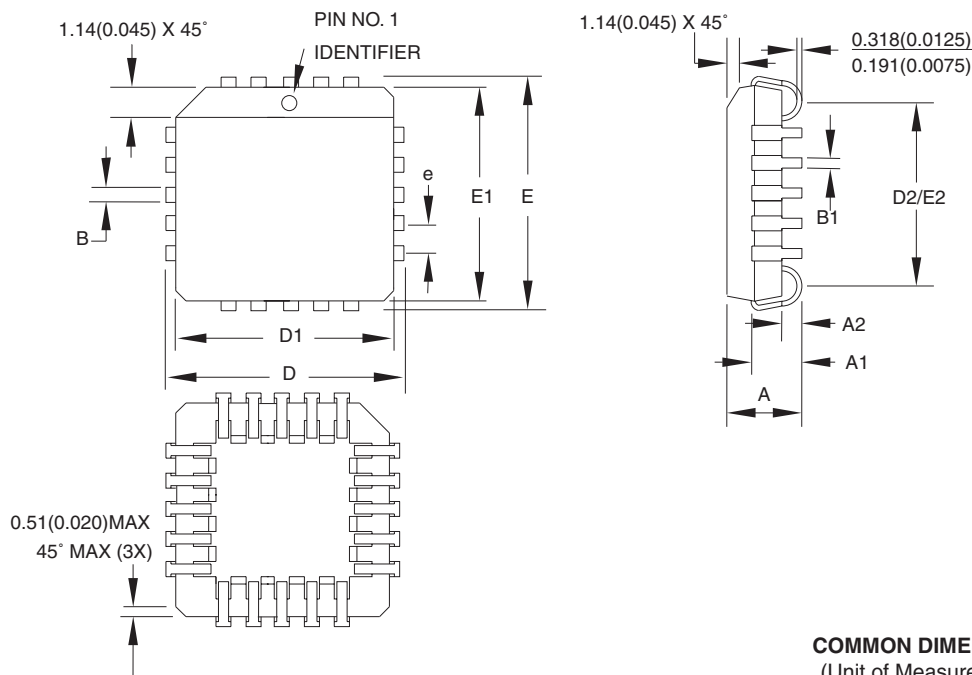 1.14(0.045) X 45˚
PIN NO. 1
IDENTIFIER
1.14(0.045) X 45˚
0.318(0.0125)
0.191(0.0075)
e
E1
E
B
D1
D
D2/E2
B1
A2
A1
A
0.51(0.020)MAX
45˚ MAX (3X)
COMMON DIME
(Unit of Measure